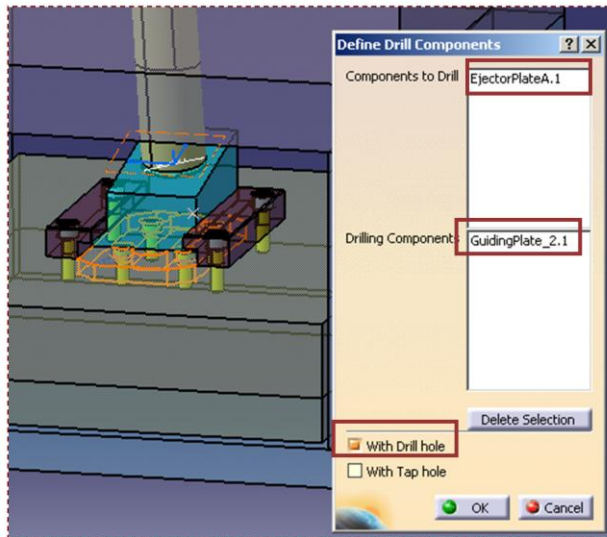 Define Drill Components
Components to Drill
EjectorPlateA.1
Drilling Components
GuidingPlate_2.1
Delete Selection
With Drill hole
With Tap hole
OK
Cancel